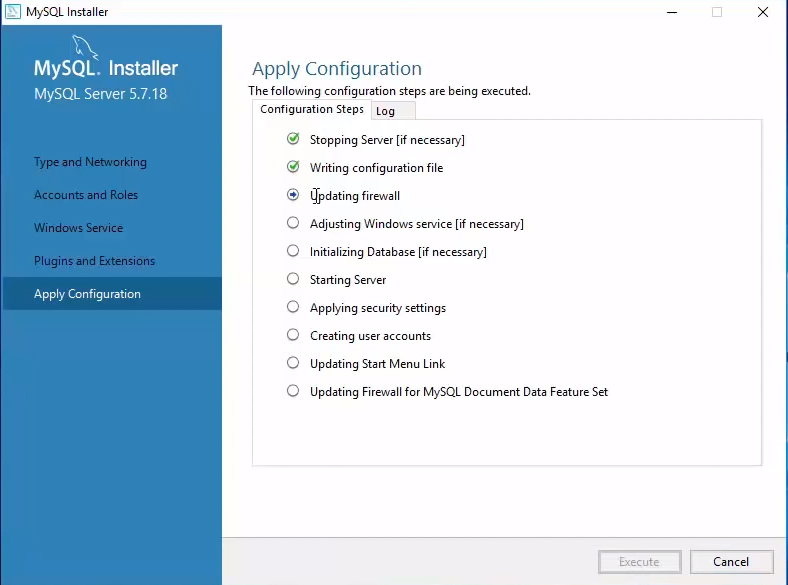 MySQL Installer
MySQL. Installer
MySQL Server 5.7.18
Type and Networking
Accounts and Roles
Windows Service
Plugins and Extensions
Apply Configuration
Apply Configuration
The following configuration steps are being executed.
Configuration Steps
Log
Stopping Server [if necessary]
Writing configuration file
Updating firewall
Adjusting Windows service [if necessary]
Initializing Database [if necessary]
Starting Server
Applying security settings
Creating user accounts
Updating Start Menu Link
Updating Firewall for MySQL Document Data Feature Set
Execute
Cancel